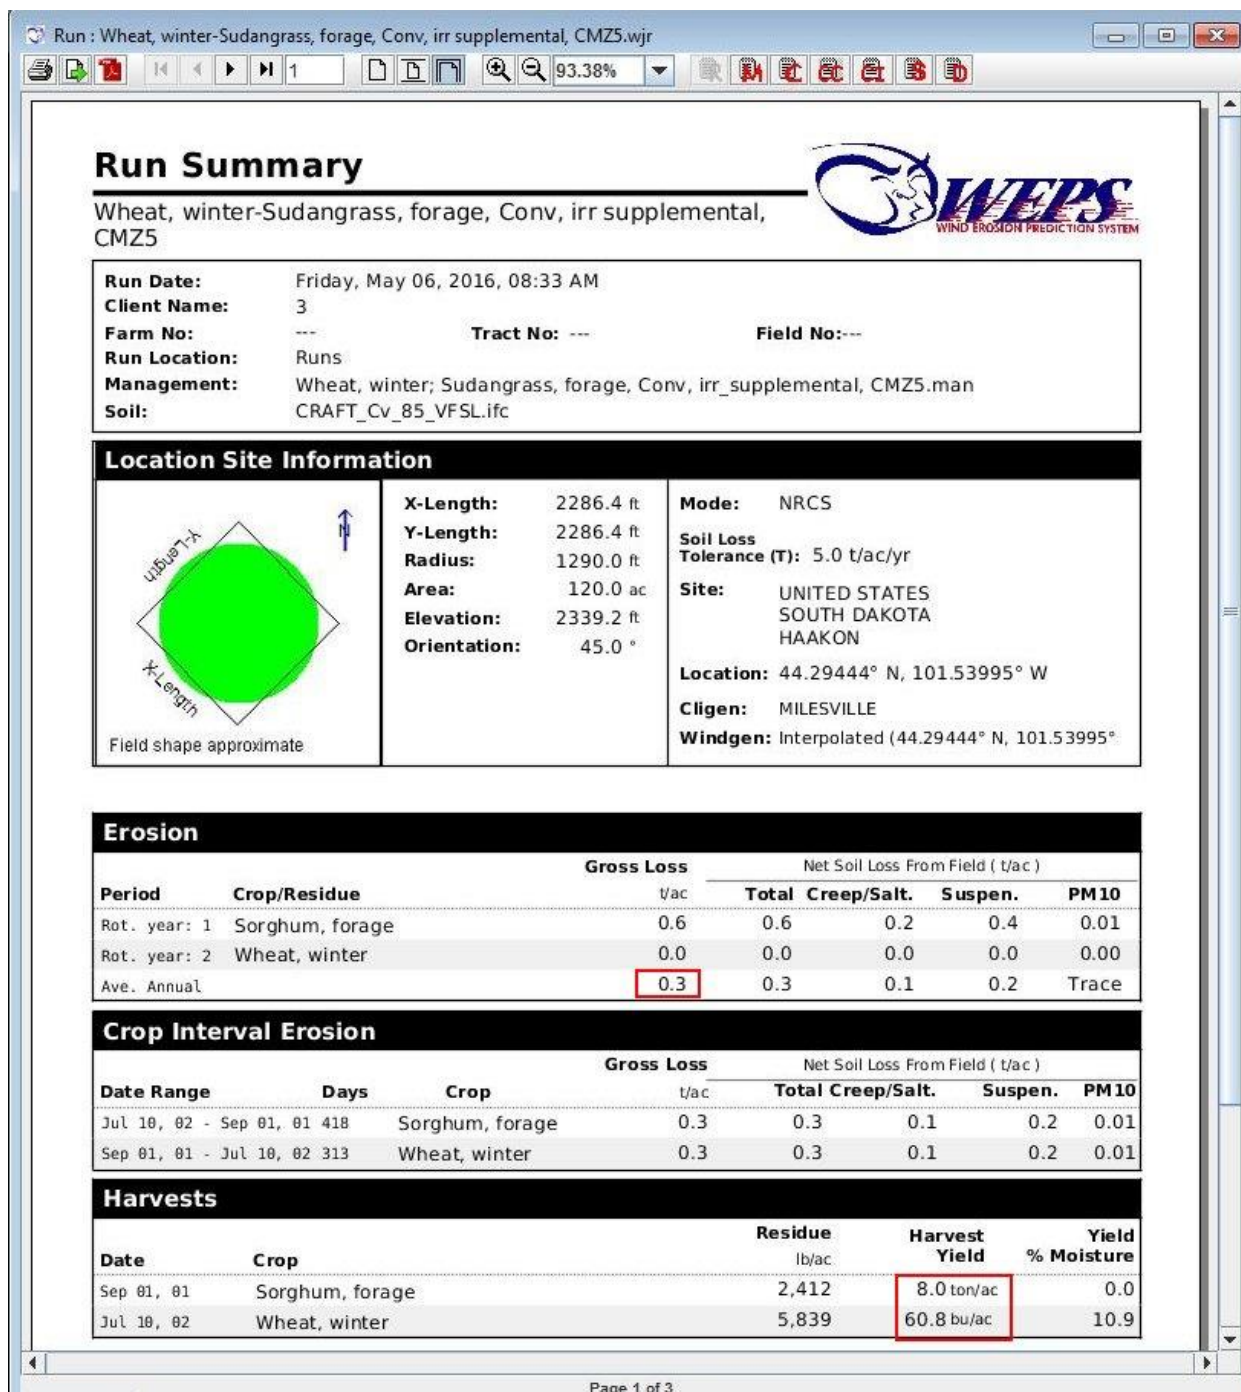 Run : Wheat, winter-Sudangrass, forage, Conv, irr supplemental, CMZ5.wjr
1 93.38%
Run Summary
WEPS
WIND EROSION PREDICTION SYSTEM
Wheat, winter-Sudangrass, forage, Conv, irr supplemental,
CMZ5
Run Date: Friday, May 06, 2016, 08:33 AM
Client Name: 3
Farm No: --- Tract No: --- Field No:---
Run Location: Runs
Management: Wheat, winter; Sudangrass, forage, Conv, irr_supplemental, CMZ5.man
Soil: CRAFT_Cv_85_VFSL.ifc
Location Site Information
N
Y-Length
X-Length
Field shape approximate
X-Length: 2286.4 ft
Y-Length: 2286.4 ft
Radius: 1290.0 ft
Area: 120.0 ac
Elevation: 2339.2 ft
Orientation: 45.0 °
Mode: NRCS
Soil Loss
Tolerance (T): 5.0 t/ac/yr
Site: UNITED STATES
SOUTH DAKOTA
HAAKON
Location: 44.29444° N, 101.53995° W
Cligen: MILESVILLE
Windgen: Interpolated (44.29444° N, 101.53995°
Erosion
Gross Loss Net Soil Loss From Field ( t/ac )
Period Crop/Residue t/ac Total Creep/Salt. Suspen. PM10
Rot. year: 1 Sorghum, forage 0.6 0.6 0.2 0.4 0.01
Rot. year: 2 Wheat, winter 0.0 0.0 0.0 0.0 0.00
Ave. Annual 0.3 0.3 0.1 0.2 Trace
Crop Interval Erosion
Gross Loss Net Soil Loss From Field ( t/ac )
Date Range Days Crop t/ac Total Creep/Salt. Suspen. PM10
Jul 10, 02 - Sep 01, 01 418 Sorghum, forage 0.3 0.3 0.1 0.2 0.01
Sep 01, 01 - Jul 10, 02 313 Wheat, winter 0.3 0.3 0.1 0.2 0.01
Harvests
Residue Harvest Yield
Date Crop lb/ac Yield % Moisture
Sep 01, 01 Sorghum, forage 2,412 8.0 ton/ac 0.0
Jul 10, 02 Wheat, winter 5,839 60.8 bu/ac 10.9
Page 1 of 3